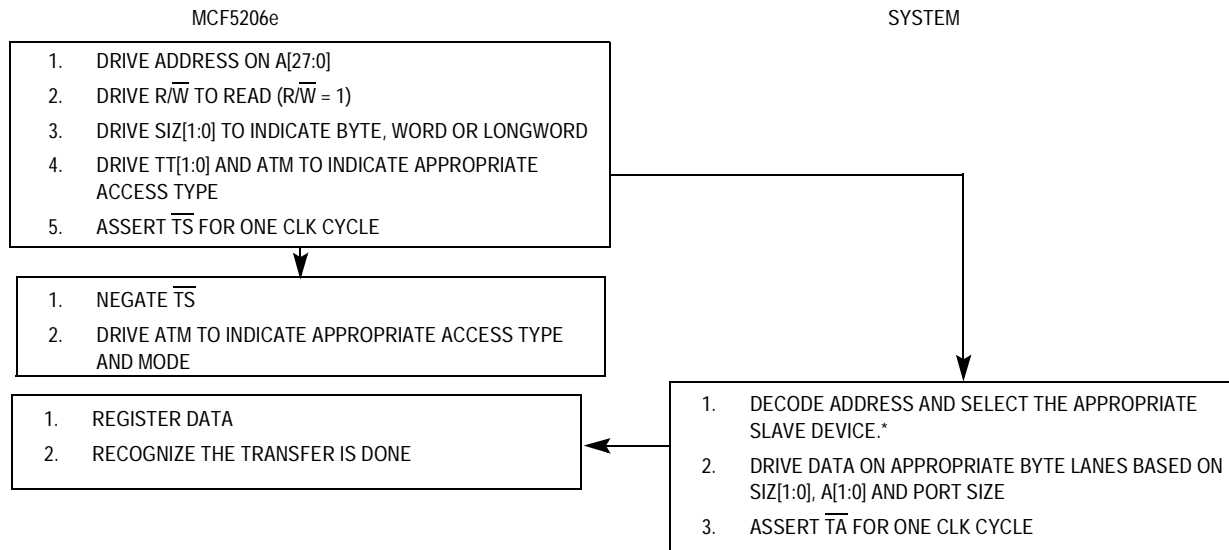 MCF5206e
SYSTEM
1. DRIVE ADDRESS ON A[27:0]
2. DRIVE R/W̅ TO READ (R/W̅ = 1)
3. DRIVE SIZ[1:0] TO INDICATE BYTE, WORD OR LONGWORD
4. DRIVE TT[1:0] AND ATM TO INDICATE APPROPRIATE
ACCESS TYPE
5. ASSERT T̅S̅ FOR ONE CLK CYCLE
1. NEGATE T̅S̅
2. DRIVE ATM TO INDICATE APPROPRIATE ACCESS TYPE
AND MODE
1. REGISTER DATA
2. RECOGNIZE THE TRANSFER IS DONE
1. DECODE ADDRESS AND SELECT THE APPROPRIATE
SLAVE DEVICE.*
2. DRIVE DATA ON APPROPRIATE BYTE LANES BASED ON
SIZ[1:0], A[1:0] AND PORT SIZE
3. ASSERT T̅A̅ FOR ONE CLK CYCLE